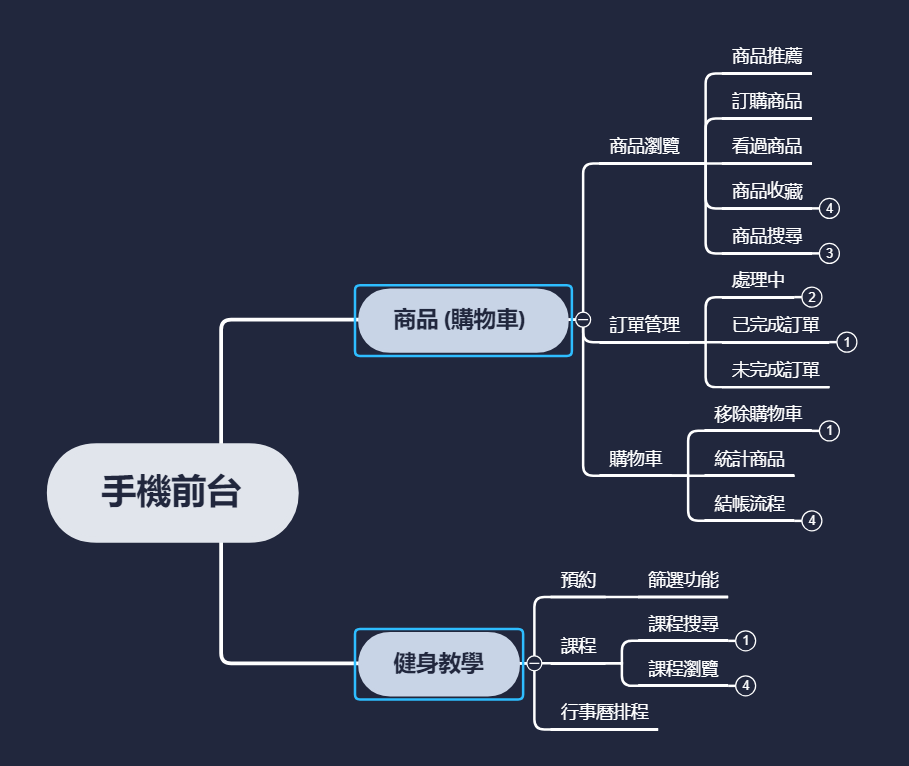 手機前台
商品 (購物車)
商品瀏覽
商品推薦
訂購商品
看過商品
商品收藏 4
商品搜尋 3
訂單管理
處理中 2
已完成訂單 1
未完成訂單
購物車
移除購物車 1
統計商品
結帳流程 4
健身教學
預約
篩選功能
課程
課程搜尋 1
課程瀏覽 4
行事曆排程